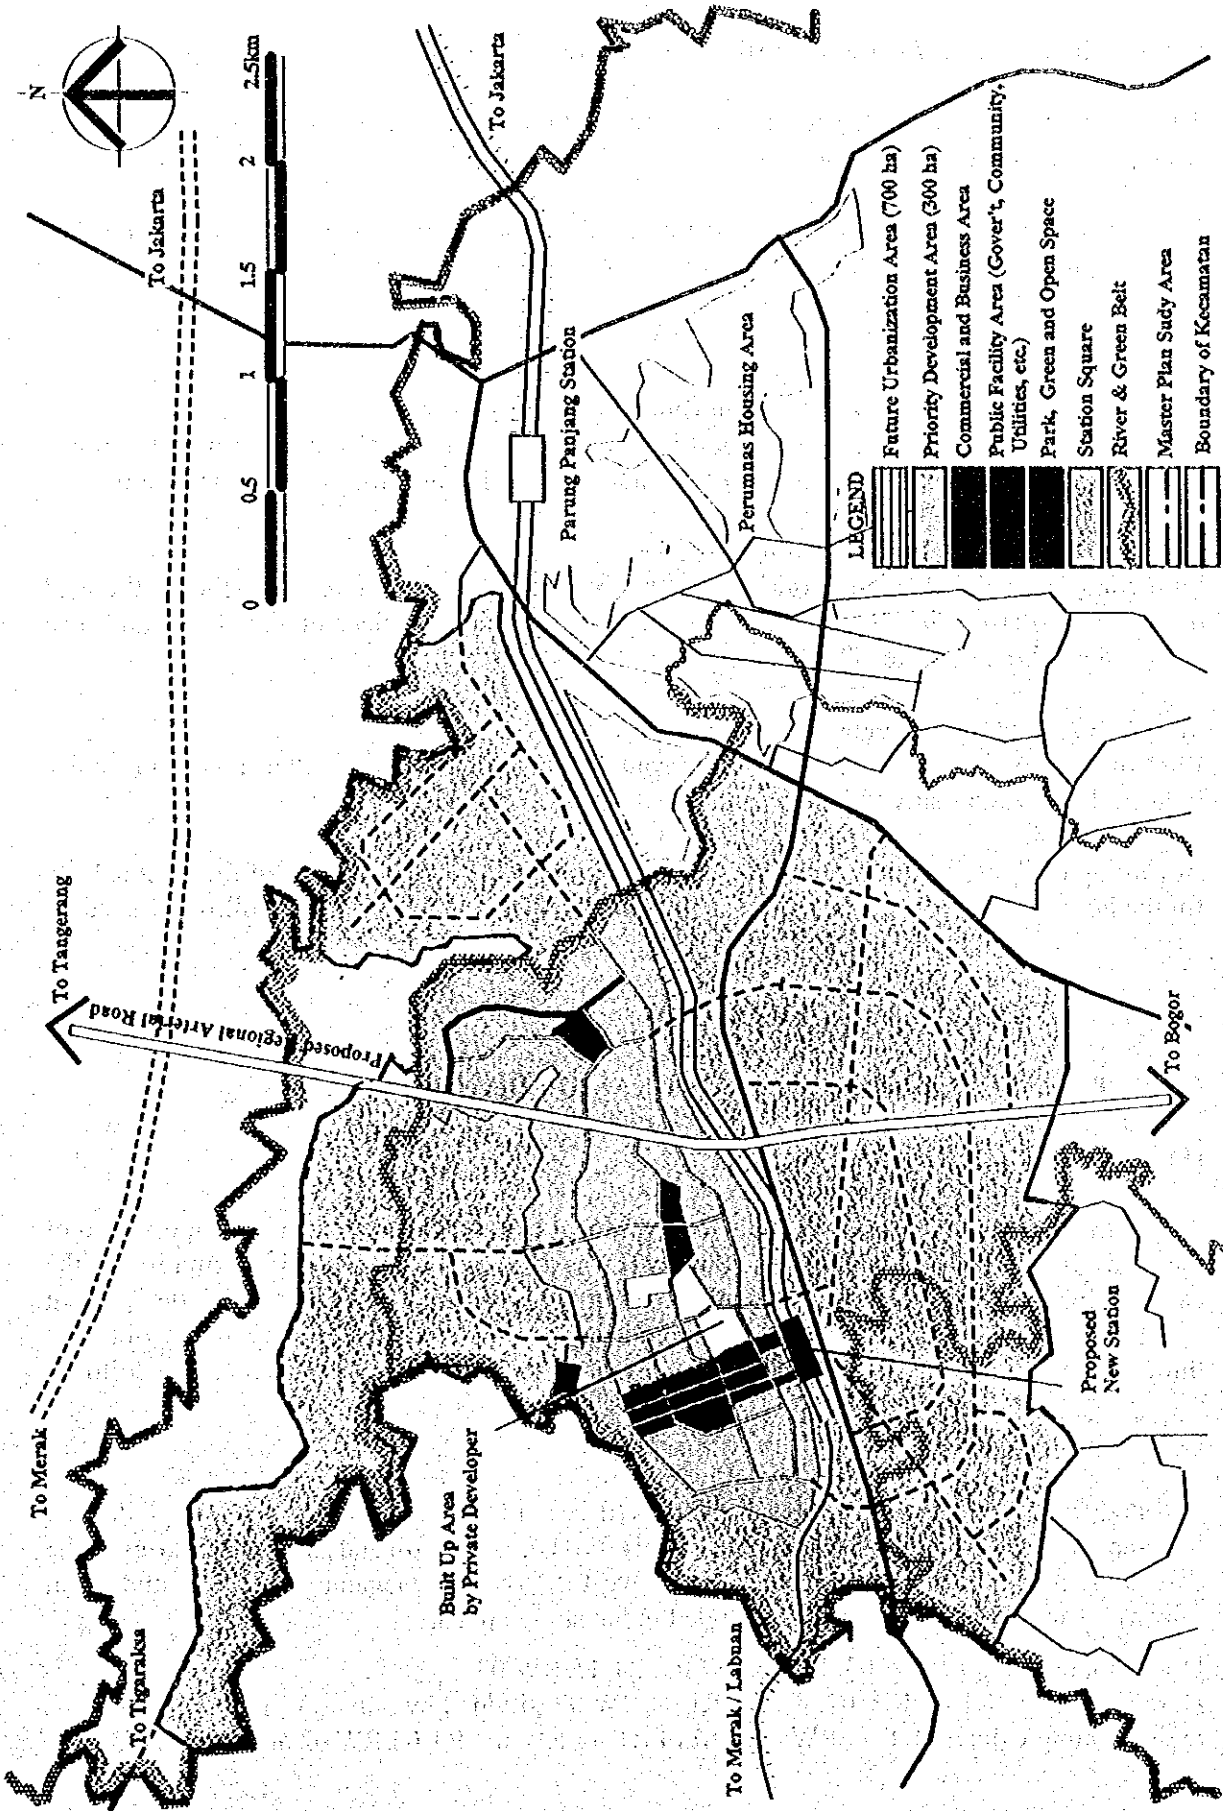 N
0
0.5
1
1.5
2
2.5km
To Merak
To Tangerang
To Jakarta
To Tigaraksa
Proposed Regional Arterial Road
To Jakarta
Built Up Area
by Private Developer
Parung Panjang Station
Perumnas Housing Area
To Merak / Labuan
Proposed
New Station
To Bogor
LEGEND
Future Urbanization Area (700 ha)
Priority Development Area (300 ha)
Commercial and Business Area
Public Facility Area (Gover't, Community,
Utilities, etc.)
Park, Green and Open Space
Station Square
River & Green Belt
Master Plan Sudy Area
Boundary of Kecamatan